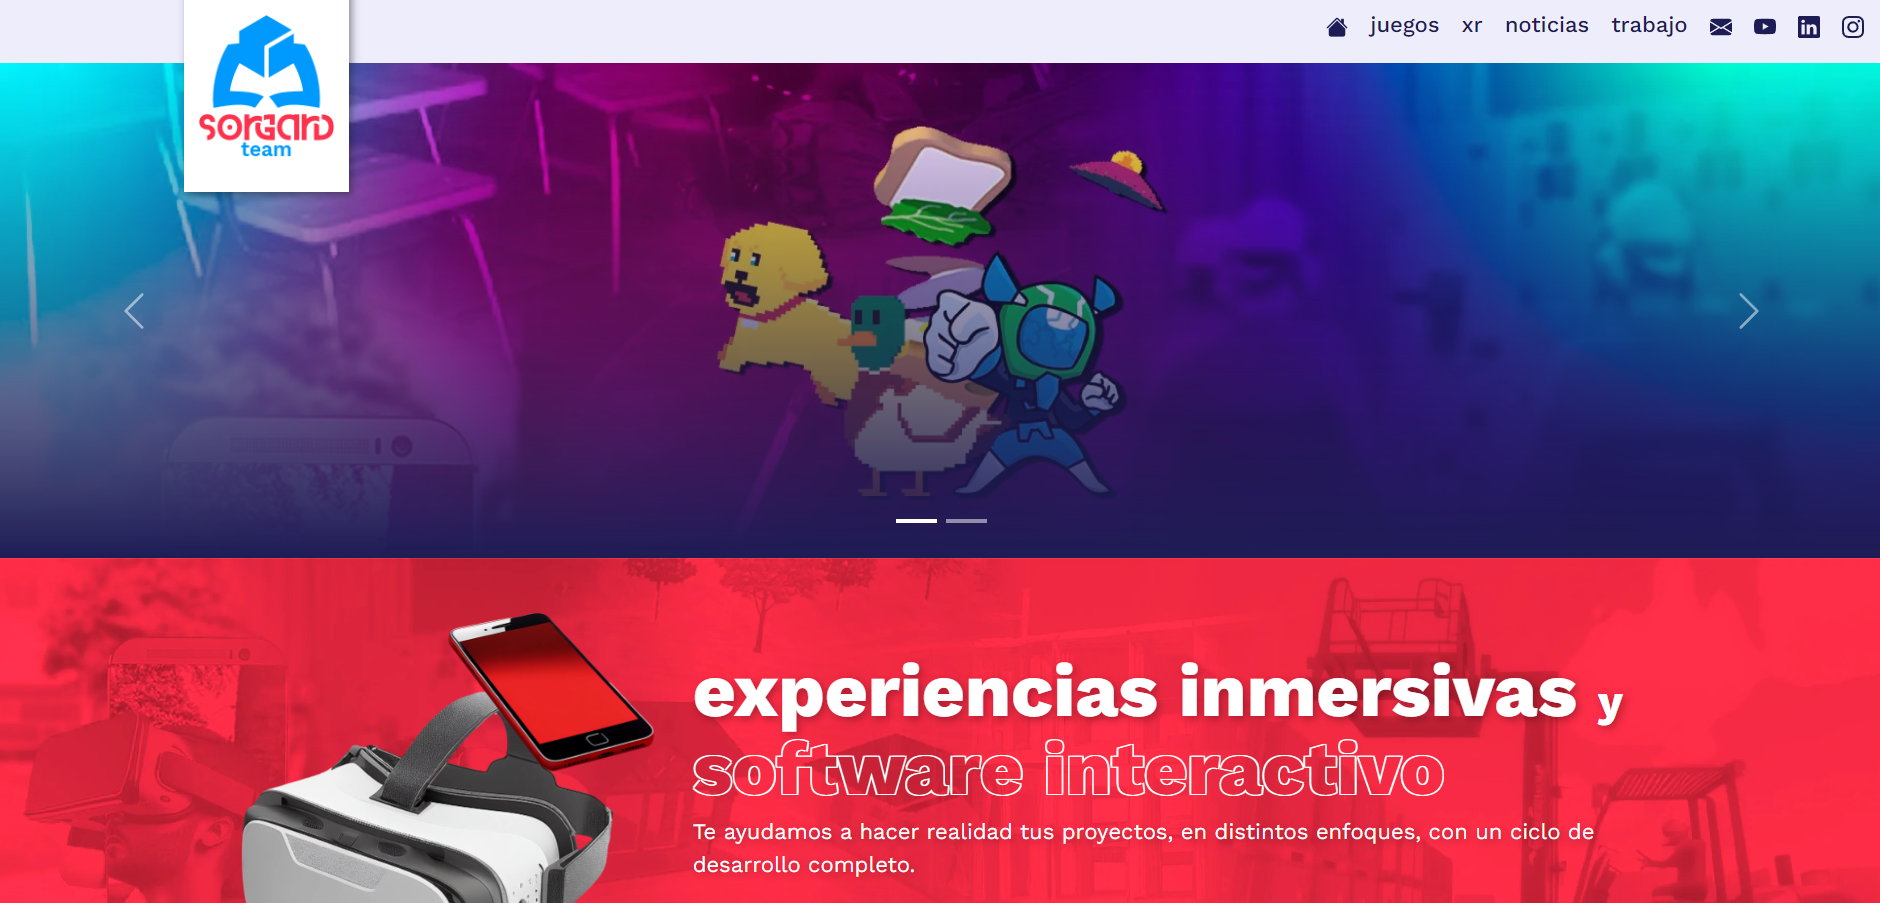 juegos xr noticias trabajo
sorgard
team
experiencias inmersivas y
software interactivo
Te ayudamos a hacer realidad tus proyectos, en distintos enfoques, con un ciclo de
desarrollo completo.